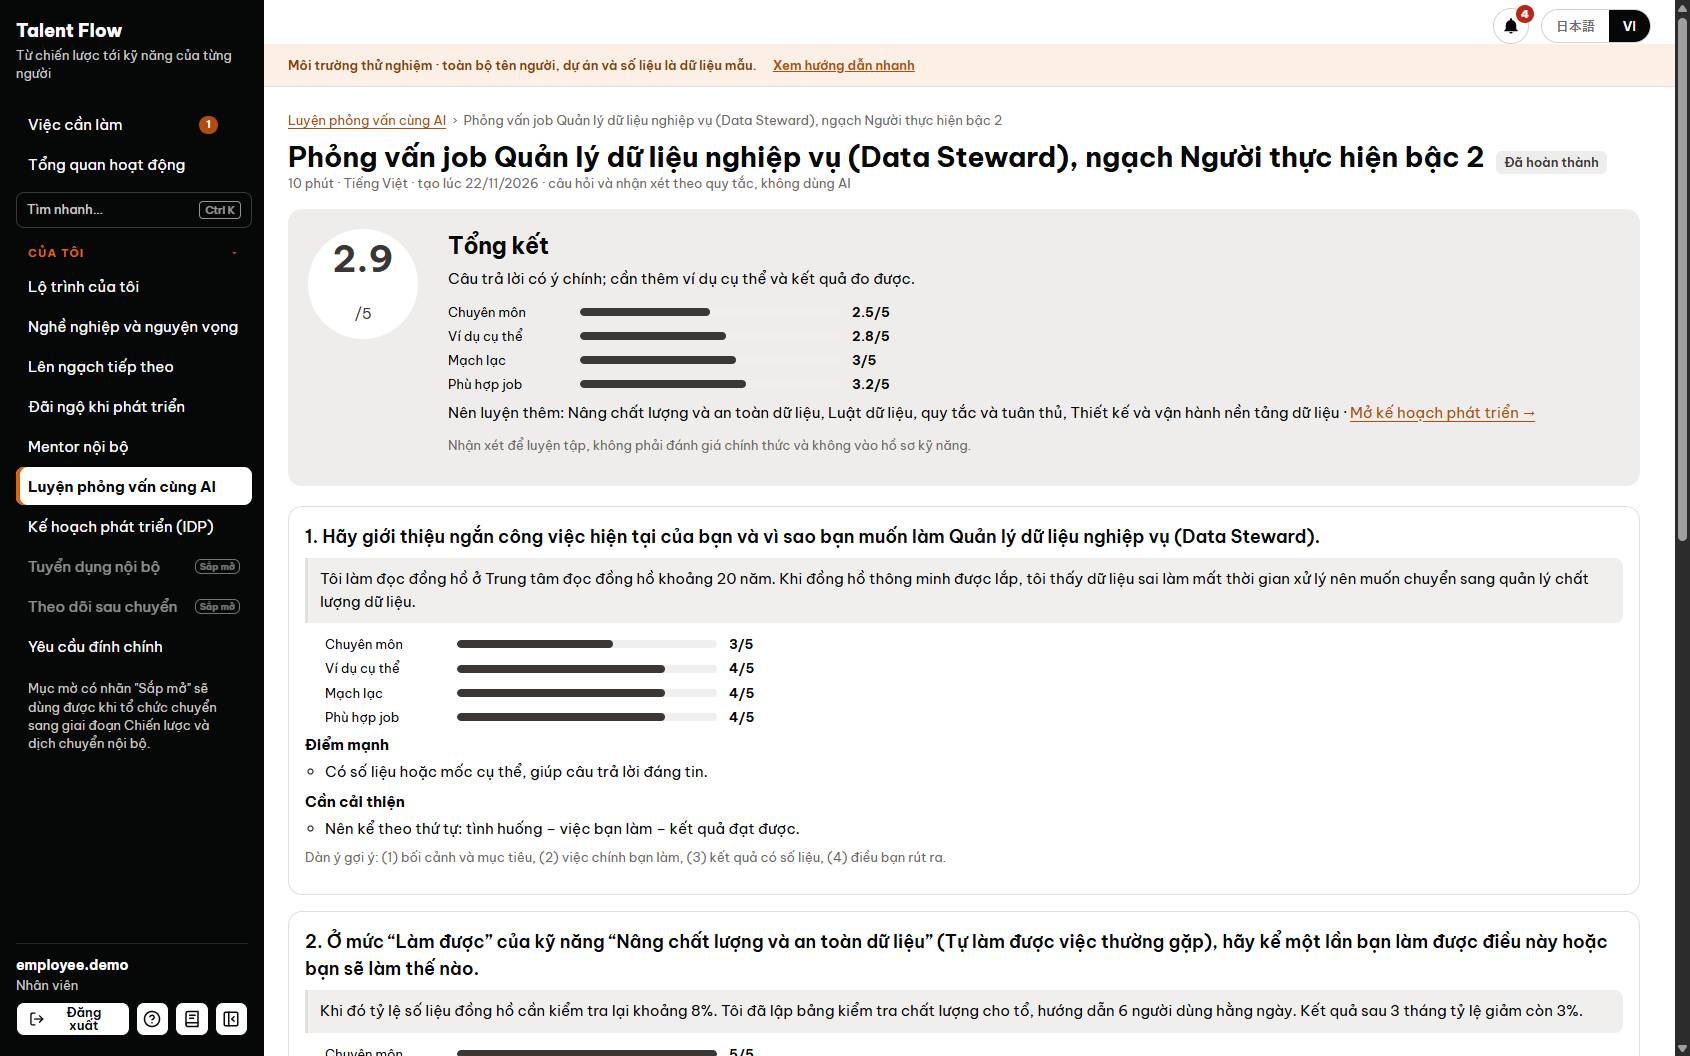 Talent Flow
Từ chiến lược tới kỹ năng của từng
người
Việc cần làm 1
Tổng quan hoạt động
Tìm nhanh... Ctrl K
CỦA TÔI
Lộ trình của tôi
Nghề nghiệp và nguyện vọng
Lên ngạch tiếp theo
Đãi ngộ khi phát triển
Mentor nội bộ
Luyện phỏng vấn cùng AI
Kế hoạch phát triển (IDP)
Tuyển dụng nội bộ Sắp mở
Theo dõi sau chuyển Sắp mở
Yêu cầu đính chính
Mục mờ có nhãn "Sắp mở" sẽ
dùng được khi tổ chức chuyển
sang giai đoạn Chiến lược và
dịch chuyển nội bộ.
employee.demo
Nhân viên
Đăng
xuất
4
日本語 VI
Môi trường thử nghiệm · toàn bộ tên người, dự án và số liệu là dữ liệu mẫu. Xem hướng dẫn nhanh
Luyện phỏng vấn cùng AI › Phỏng vấn job Quản lý dữ liệu nghiệp vụ (Data Steward), ngạch Người thực hiện bậc 2
Phỏng vấn job Quản lý dữ liệu nghiệp vụ (Data Steward), ngạch Người thực hiện bậc 2 Đã hoàn thành
10 phút · Tiếng Việt · tạo lúc 22/11/2026 · câu hỏi và nhận xét theo quy tắc, không dùng AI
2.9
/5
Tổng kết
Câu trả lời có ý chính; cần thêm ví dụ cụ thể và kết quả đo được.
Chuyên môn 2.5/5
Ví dụ cụ thể 2.8/5
Mạch lạc 3/5
Phù hợp job 3.2/5
Nên luyện thêm: Nâng chất lượng và an toàn dữ liệu, Luật dữ liệu, quy tắc và tuân thủ, Thiết kế và vận hành nền tảng dữ liệu · Mở kế hoạch phát triển →
Nhận xét để luyện tập, không phải đánh giá chính thức và không vào hồ sơ kỹ năng.
1. Hãy giới thiệu ngắn công việc hiện tại của bạn và vì sao bạn muốn làm Quản lý dữ liệu nghiệp vụ (Data Steward).
Tôi làm đọc đồng hồ ở Trung tâm đọc đồng hồ khoảng 20 năm. Khi đồng hồ thông minh được lắp, tôi thấy dữ liệu sai làm mất thời gian xử lý nên muốn chuyển sang quản lý chất
lượng dữ liệu.
Chuyên môn 3/5
Ví dụ cụ thể 4/5
Mạch lạc 4/5
Phù hợp job 4/5
Điểm mạnh
Có số liệu hoặc mốc cụ thể, giúp câu trả lời đáng tin.
Cần cải thiện
Nên kể theo thứ tự: tình huống – việc bạn làm – kết quả đạt được.
Dàn ý gợi ý: (1) bối cảnh và mục tiêu, (2) việc chính bạn làm, (3) kết quả có số liệu, (4) điều bạn rút ra.
2. Ở mức “Làm được” của kỹ năng “Nâng chất lượng và an toàn dữ liệu” (Tự làm được việc thường gặp), hãy kể một lần bạn làm được điều này hoặc
bạn sẽ làm thế nào.
Khi đó tỷ lệ số liệu đồng hồ cần kiểm tra lại khoảng 8%. Tôi đã lập bảng kiểm tra chất lượng cho tổ, hướng dẫn 6 người dùng hằng ngày. Kết quả sau 3 tháng tỷ lệ giảm còn 3%.
Chuyên môn 5/5